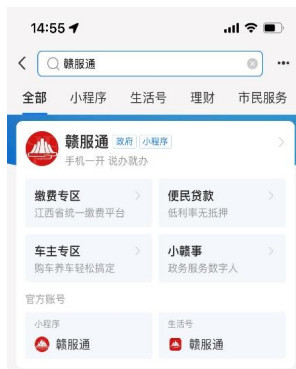 14:55
赣服通
全部 小程序 生活号 理财 市民服务
赣服通 政府 小程序
手机一开 说办就办
缴费专区 便民贷款
江西省统一缴费平台 低利率无抵押
车主专区 小赣事
购车养车轻松搞定 政务服务数字人
官方账号
小程序 生活号
赣服通 赣服通